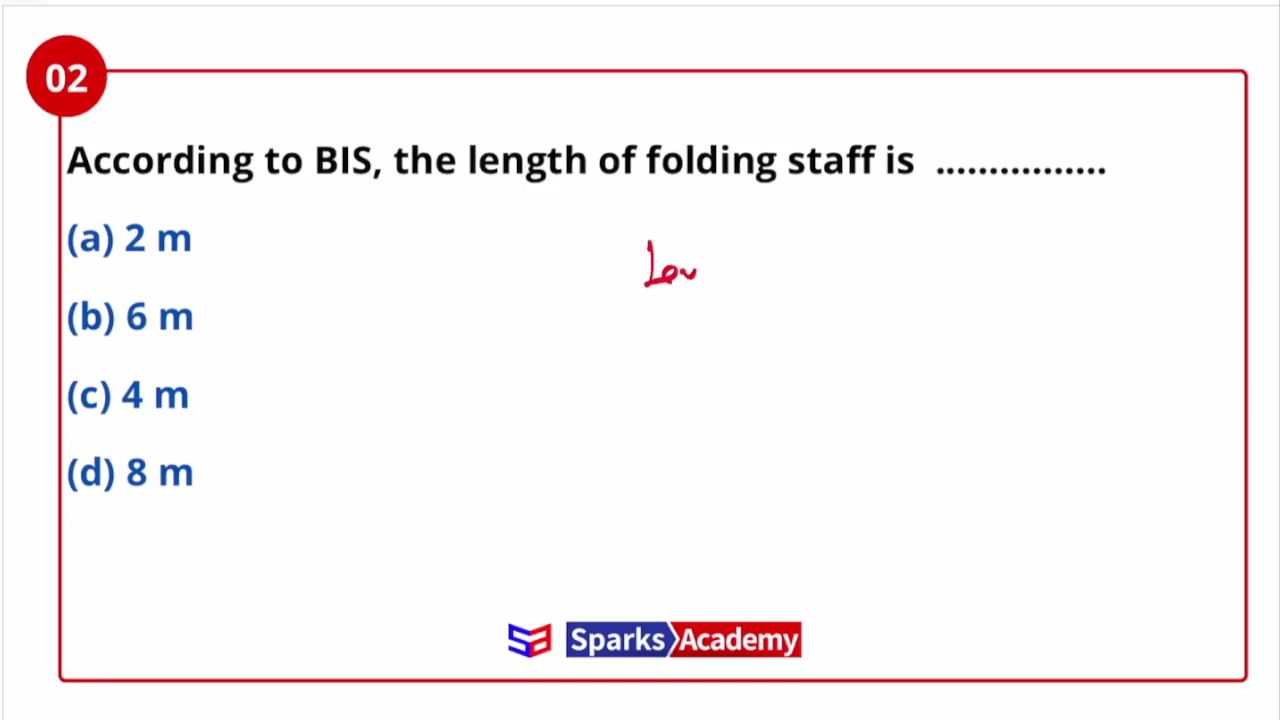 02
According to BIS, the length of folding staff is ................
(a) 2 m
(b) 6 m
(c) 4 m
(d) 8 m
Sparks Academy